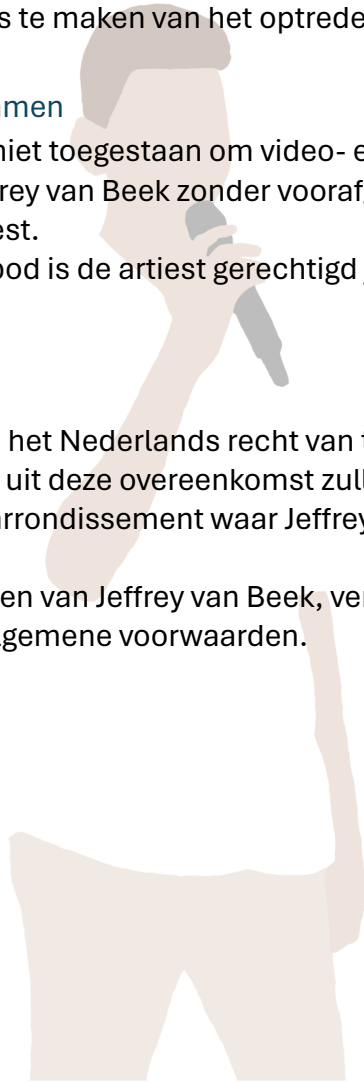 s te maken van het optrede
men
niet toegestaan om video- e
rey van Beek zonder vooraf
est.
od is de artiest gerechtigd
het Nederlands recht van t
uit deze overeenkomst zull
rrondissement waar Jeffrey
en van Jeffrey van Beek, ver
gemene voorwaarden.